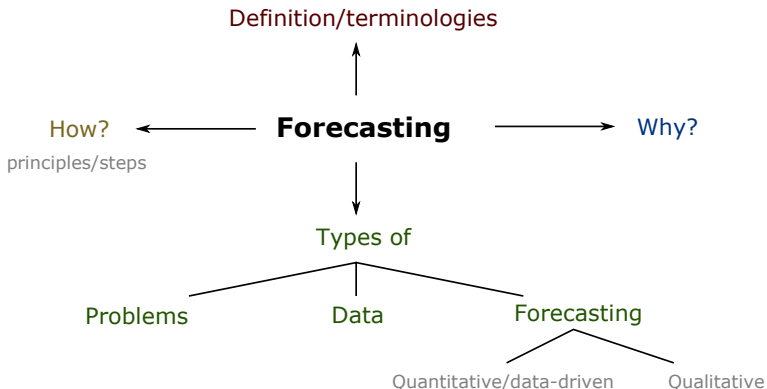 Definition/terminologies
How?
Forecasting
Why?
principles/steps
Types of
Problems
Data
Forecasting
Quantitative/data-driven
Qualitative